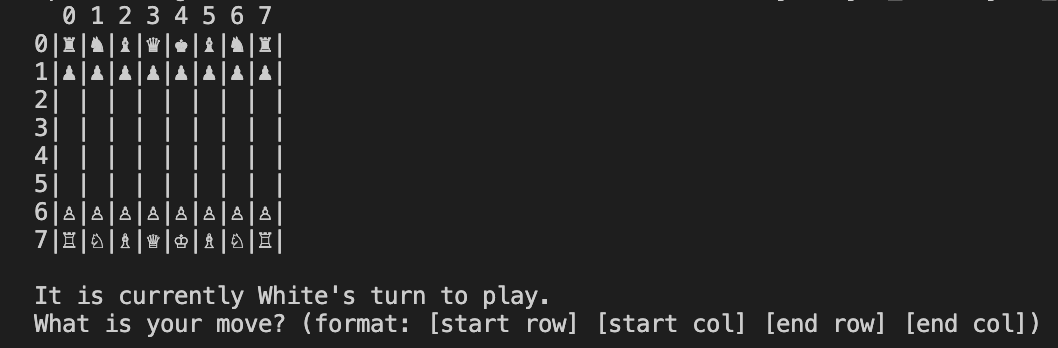 0 1 2 3 4 5 6 7
0|♜|♞|♝|♛|♚|♝|♞|♜|
1|♟|♟|♟|♟|♟|♟|♟|♟|
2| | | | | | | | |
3| | | | | | | | |
4| | | | | | | | |
5| | | | | | | | |
6|♙|♙|♙|♙|♙|♙|♙|♙|
7|♖|♘|♗|♕|♔|♗|♘|♖|
It is currently White's turn to play.
What is your move? (format: [start row] [start col] [end row] [end col])